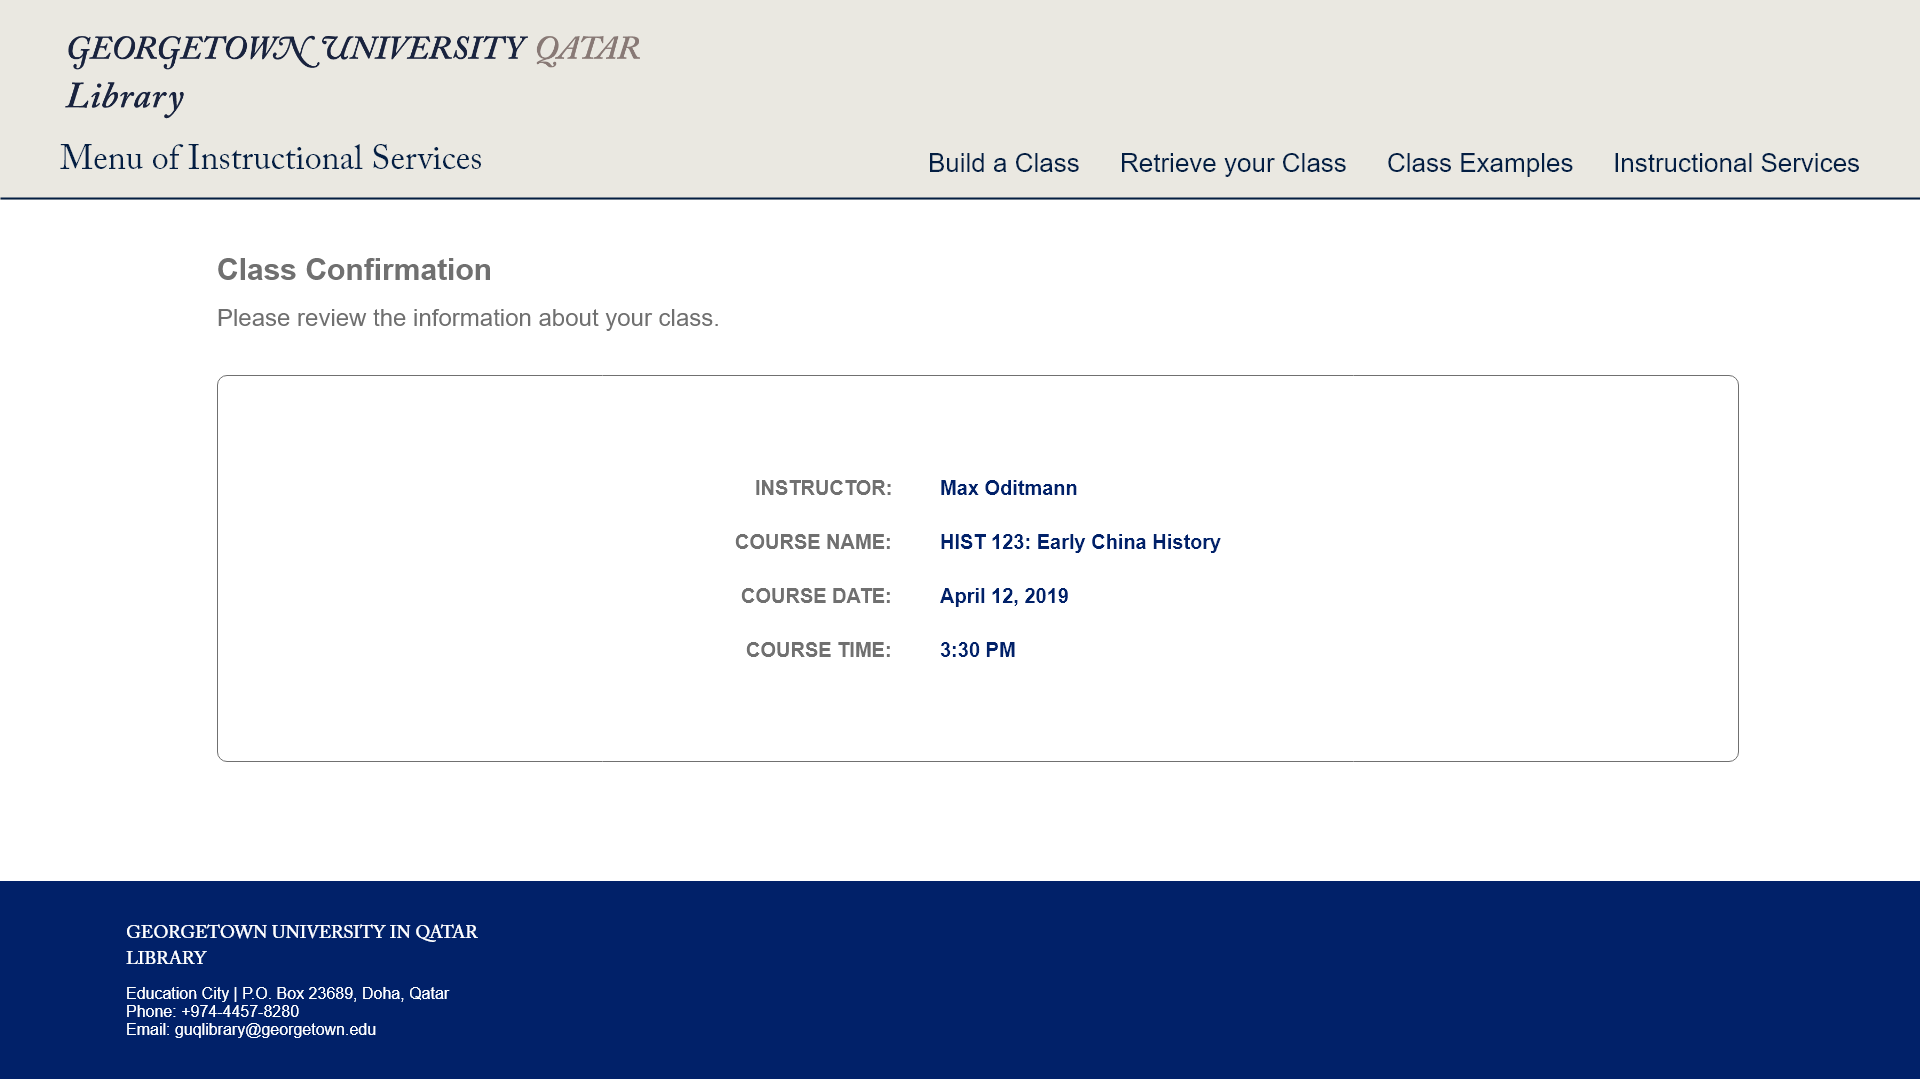 GEORGETOWN UNIVERSITY QATAR
Library
Menu of Instructional Services
Build a Class Retrieve your Class Class Examples Instructional Services
Class Confirmation
Please review the information about your class.
INSTRUCTOR: Max Oditmann
COURSE NAME: HIST 123: Early China History
COURSE DATE: April 12, 2019
COURSE TIME: 3:30 PM
GEORGETOWN UNIVERSITY IN QATAR
LIBRARY
Education City | P.O. Box 23689, Doha, Qatar
Phone: +974-4457-8280
Email: guqlibrary@georgetown.edu